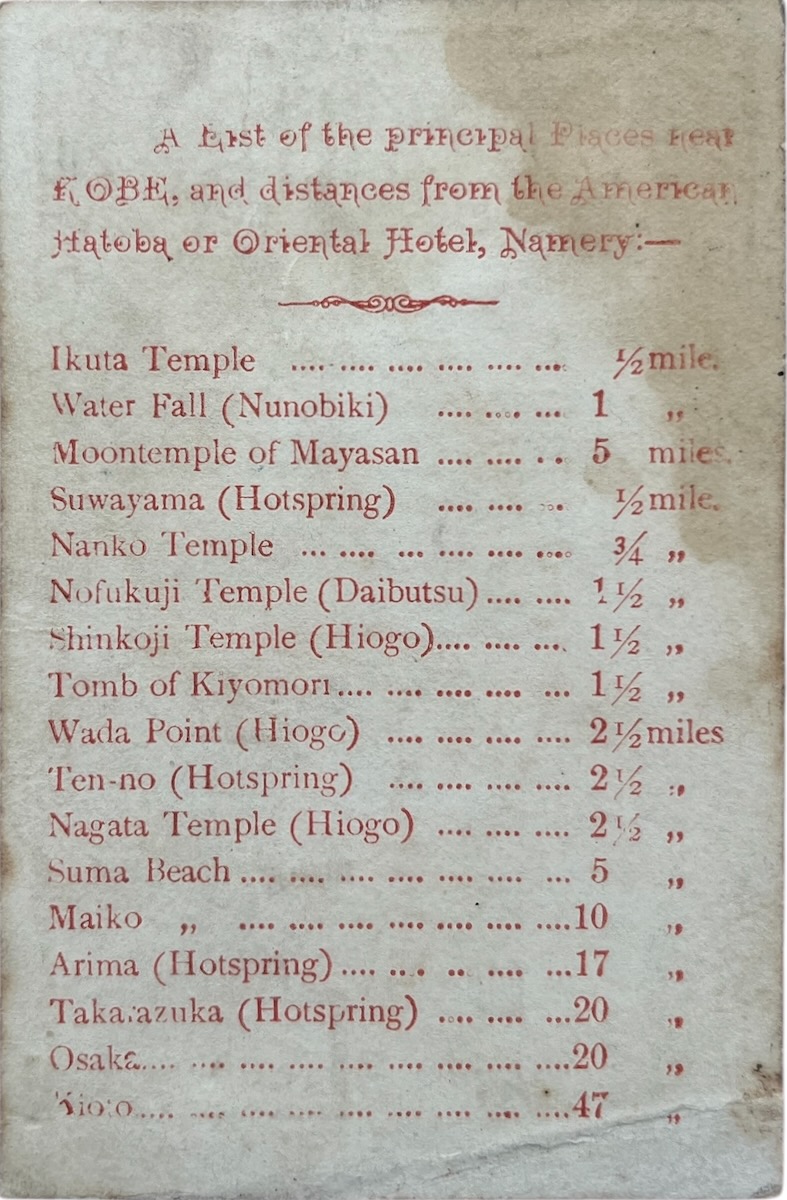 A List of the principal Places near
KOBE, and distances from the American
Hatoba or Oriental Hotel, Namery:—
Ikuta Temple .... .... .... .... .... .... ½ mile.
Water Fall (Nunobiki) .... .... ... 1 „
Moontemple of Mayasan .... .... . . 5 miles.
Suwayama (Hotspring) .... .... ... ½ mile.
Nanko Temple ... .... ... .... .... .... ¾ „
Nofukuji Temple (Daibutsu) .... .... 1½ „
Shinkoji Temple (Hiogo).... .... .... 1½ „
Tomb of Kiyomori.... .... .... .... ... 1½ „
Wada Point (Hiogo) .... .... .... .... 2½ miles
Ten-no (Hotspring) .... .... .... .... 2½ „
Nagata Temple (Hiogo) .... .... .... 2½ „
Suma Beach .... .... .... .... .... .... ... 5 „
Maiko „ .... .... .... .... .... .... ....10 „
Arima (Hotspring) .... ... . .. .... ...17 „
Takarazuka (Hotspring) .... .... ...20 „
Osaka.... .... .... .... .... .... .... .... ....20 „
Kioto.... .... .... .... .... .... .... .... ....47 „